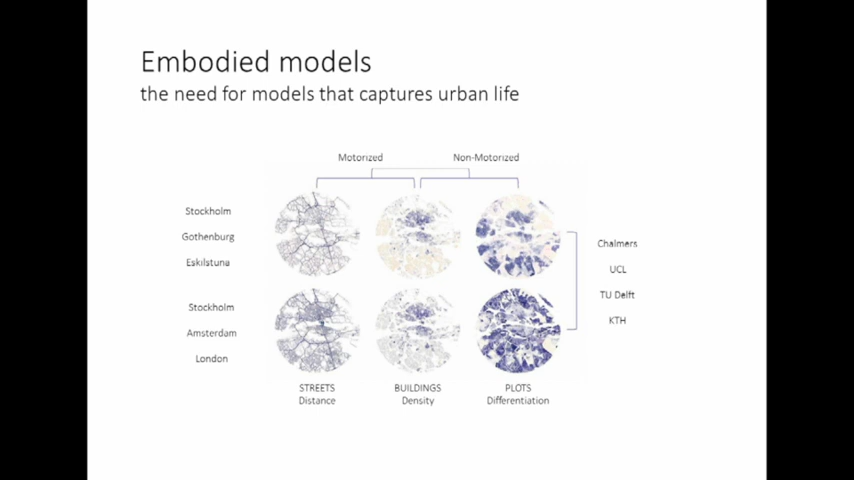 Embodied models
the need for models that captures urban life
Motorized
Non-Motorized
Stockholm
Gothenburg
Eskilstuna
Chalmers
UCL
TU Delft
KTH
Stockholm
Amsterdam
London
STREETS
Distance
BUILDINGS
Density
PLOTS
Differentiation